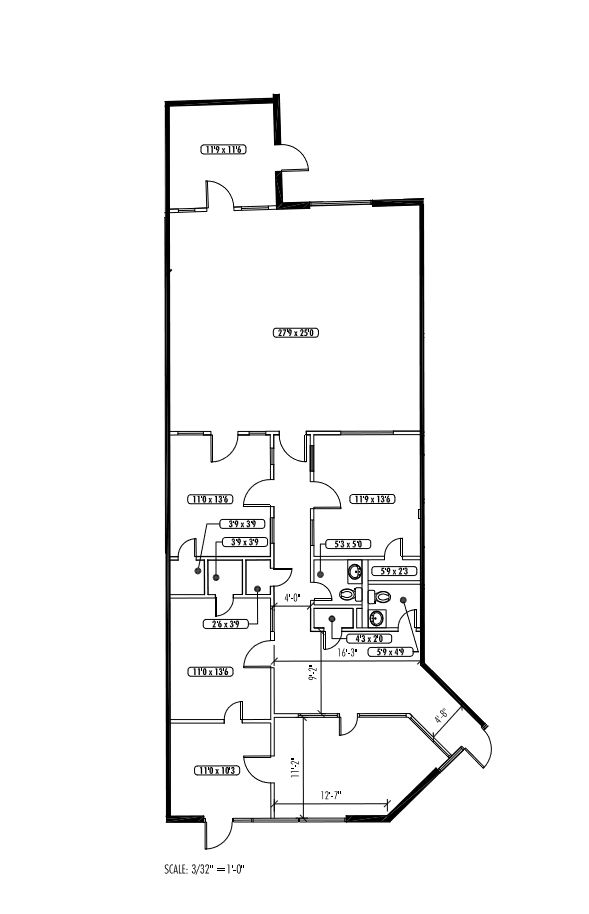 11'9 x 11'6
27'9 x 25'0
11'0 x 13'6
11'9 x 13'6
3'9 x 3'9
3'9 x 3'9
5'3 x 5'0
5'9 x 2'3
4'-0"
2'6 x 3'9
4'3 x 2'0
16'-3"
5'9 x 4'9
11'0 x 13'6
9'-2"
4'-8"
11'0 x 10'3
11'-2"
12'-7"
SCALE: 3/32" = 1'-0"